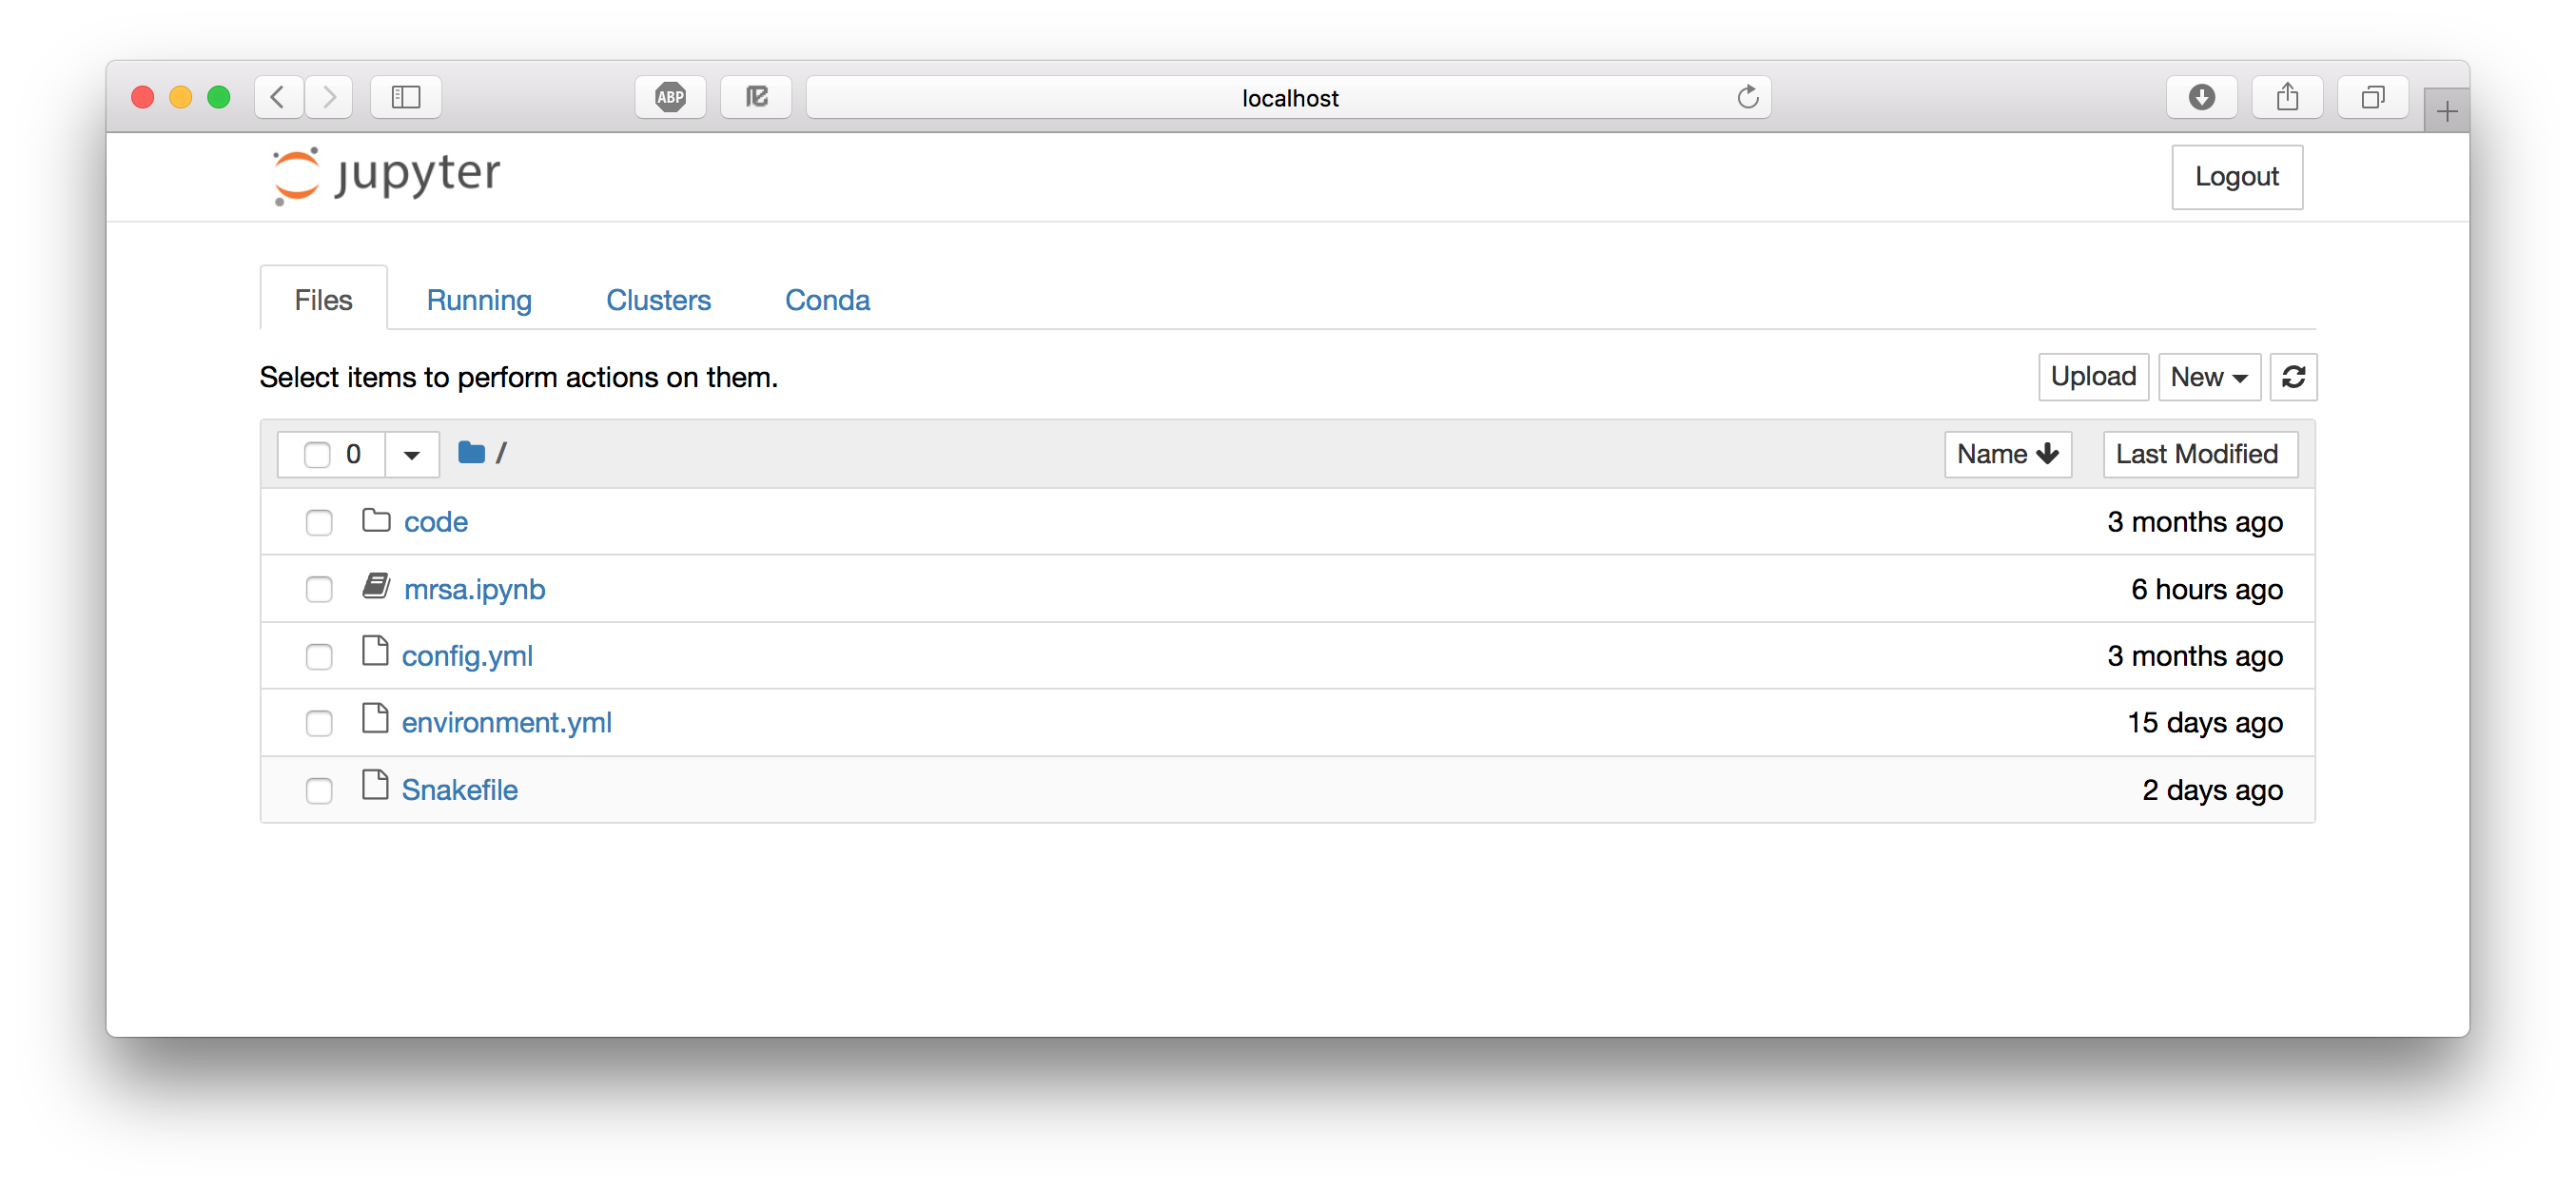 ABP localhost
jupyter Logout
Files Running Clusters Conda
Select items to perform actions on them. Upload New
0 / Name Last Modified
code 3 months ago
mrsa.ipynb 6 hours ago
config.yml 3 months ago
environment.yml 15 days ago
Snakefile 2 days ago